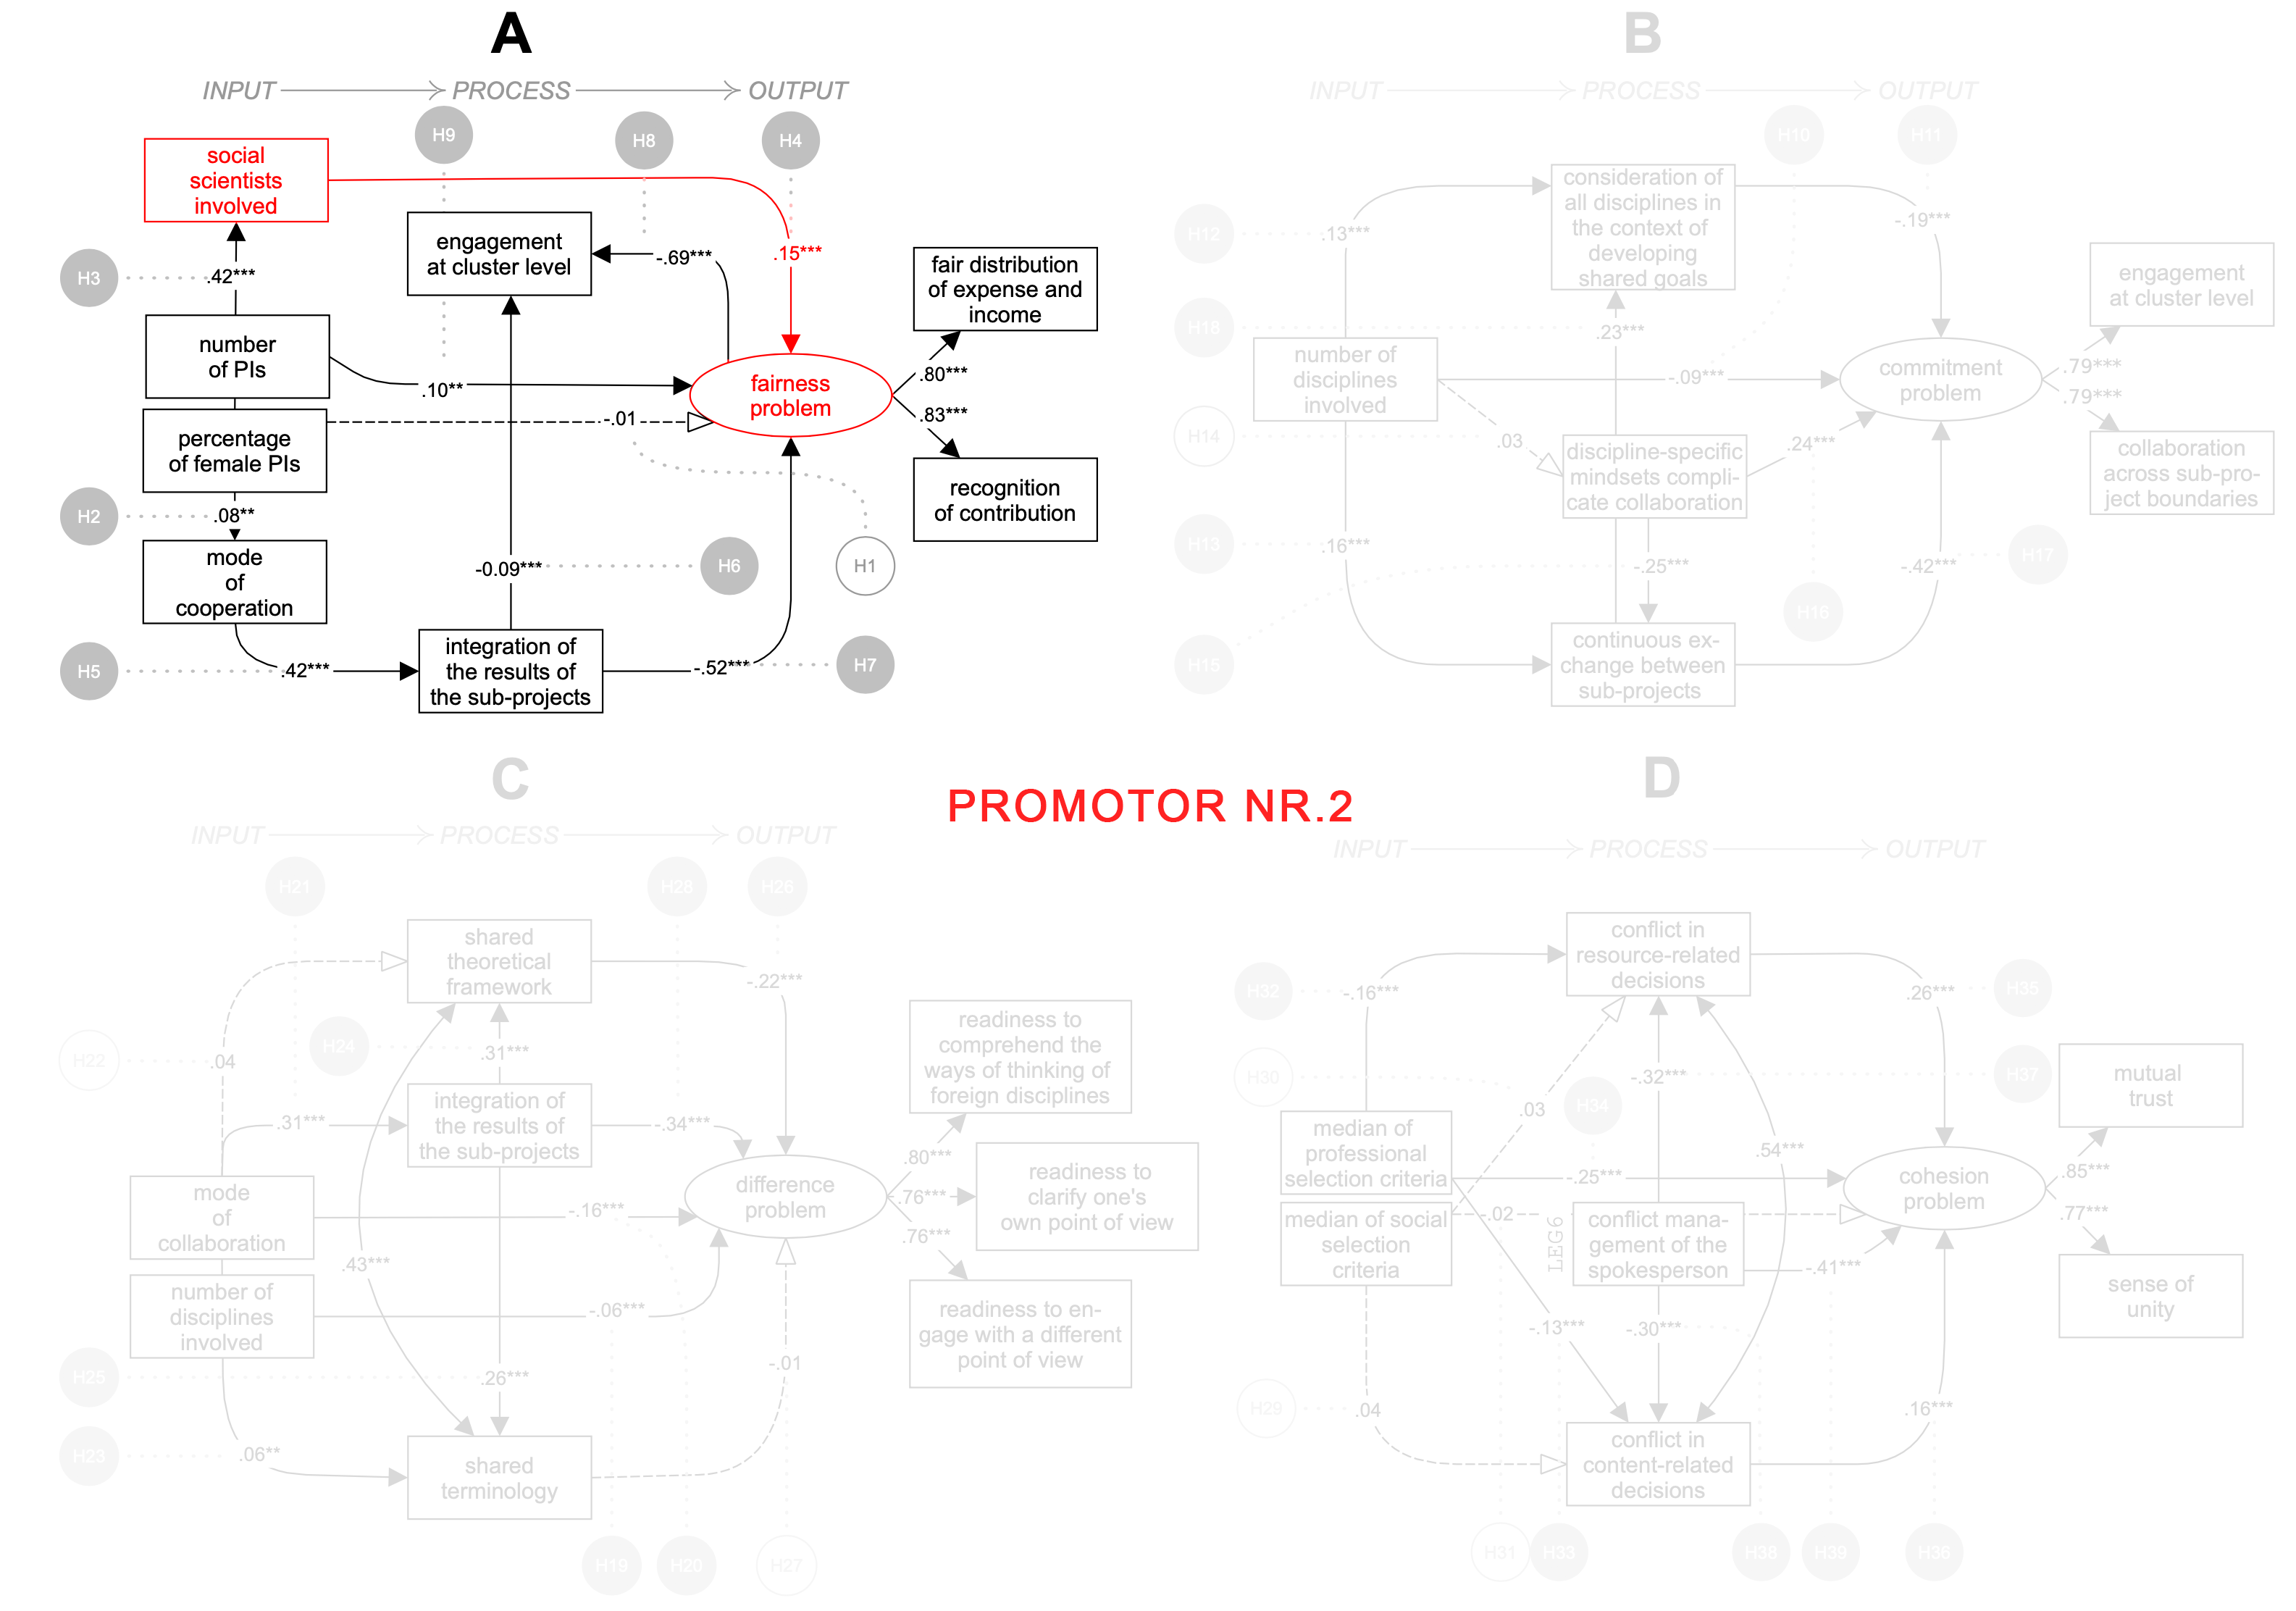 A
INPUT PROCESS OUTPUT
H9
H8
H4
social
scientists
involved
engagement
at cluster level
-.69***
.15***
H3
.42***
fair distribution
of expense and
income
number
of PIs
.10**
fairness
problem
.80***
.83***
-.01
percentage
of female PIs
recognition
of contribution
H2
.08**
mode
of
cooperation
-0.09***
H6
H1
H5
.42***
integration of
the results of
the sub-projects
-.52***
H7
B
INPUT PROCESS OUTPUT
H10
H11
consideration of
all disciplines in
the context of
developing
shared goals
H12
.13***
-.19***
engagement
at cluster level
H18
.23***
number of
disciplines
involved
-.09***
commitment
problem
.79***
.79***
H14
.03
discipline-specific
mindsets compli-
cate collaboration
.24***
collaboration
across sub-pro-
ject boundaries
H13
.16***
-.25***
-.42***
H17
H16
H15
continuous ex-
change between
sub-projects
PROMOTOR NR.2
C
INPUT PROCESS OUTPUT
H21
H28
H26
shared
theoretical
framework
-.22***
H22
.04
H24
.31***
readiness to
comprehend the
ways of thinking of
foreign disciplines
.31***
integration of
the results of
the sub-projects
-.34***
.80***
mode
of
collaboration
-.16***
difference
problem
.76***
readiness to
clarify one's
own point of view
.76***
.43***
number of
disciplines
involved
-.06***
readiness to en-
gage with a different
point of view
-.01
H25
.26***
H23
.06**
shared
terminology
H19
H20
H27
D
INPUT PROCESS OUTPUT
conflict in
resource-related
decisions
H32
-.16***
.26***
H35
H30
-.32***
H37
mutual
trust
.03
H34
median of
professional
selection criteria
.54***
-.25***
cohesion
problem
.85***
.77***
median of social
selection
criteria
-.02
LEG6
conflict mana-
gement of the
spokesperson
-.41***
sense of
unity
-.13***
-.30***
H29
.04
.16***
conflict in
content-related
decisions
H31
H33
H38
H39
H36